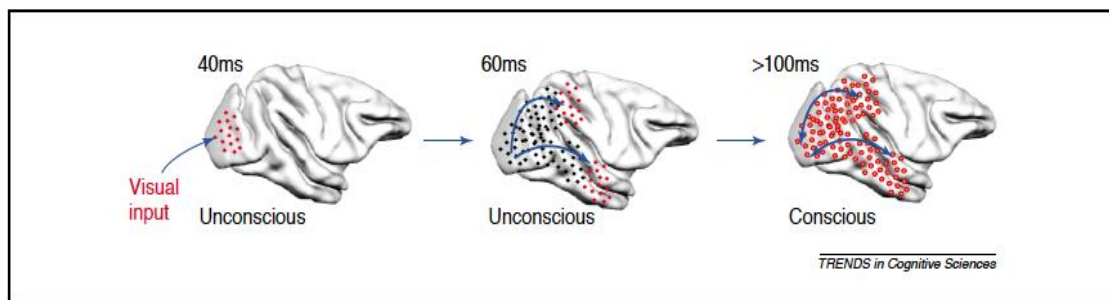 40ms
60ms
>100ms
Visual
input
Unconscious
Unconscious
Conscious
TRENDS in Cognitive Sciences